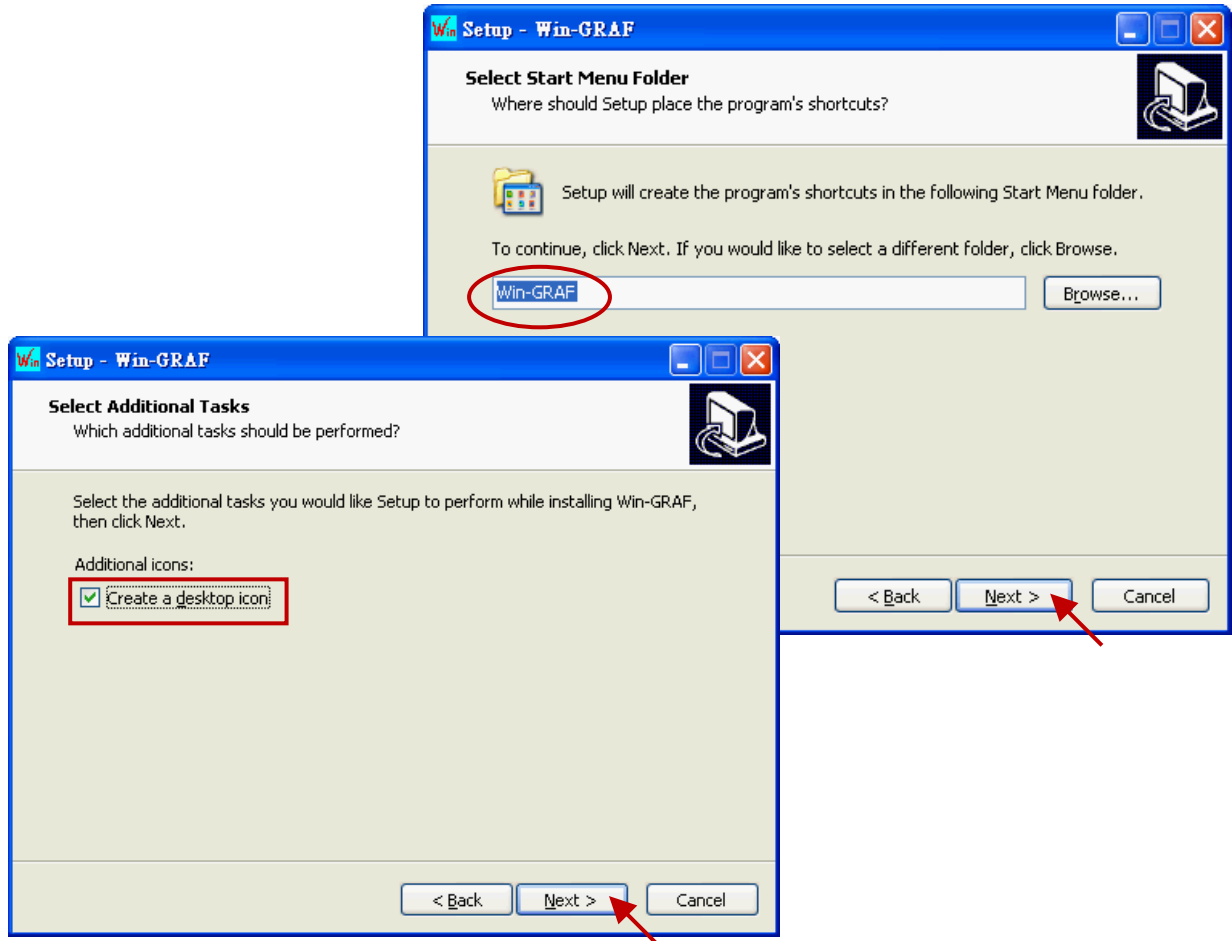 Win Setup - Win-GRAF
Select Start Menu Folder
Where should Setup place the program's shortcuts?
Setup will create the program's shortcuts in the following Start Menu folder.
To continue, click Next. If you would like to select a different folder, click Browse.
Win-GRAF
Browse...
< Back
Next >
Cancel
Win Setup - Win-GRAF
Select Additional Tasks
Which additional tasks should be performed?
Select the additional tasks you would like Setup to perform while installing Win-GRAF,
then click Next.
Additional icons:
Create a desktop icon
< Back
Next >
Cancel